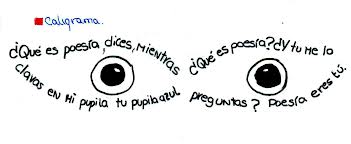 Caligrama.
¿Qué es poesía, dices, mientras
clavas en mi pupila tu pupila azul
¿Qué es poesía? ¿Y tu me lo
preguntas? Poesía eres tú.